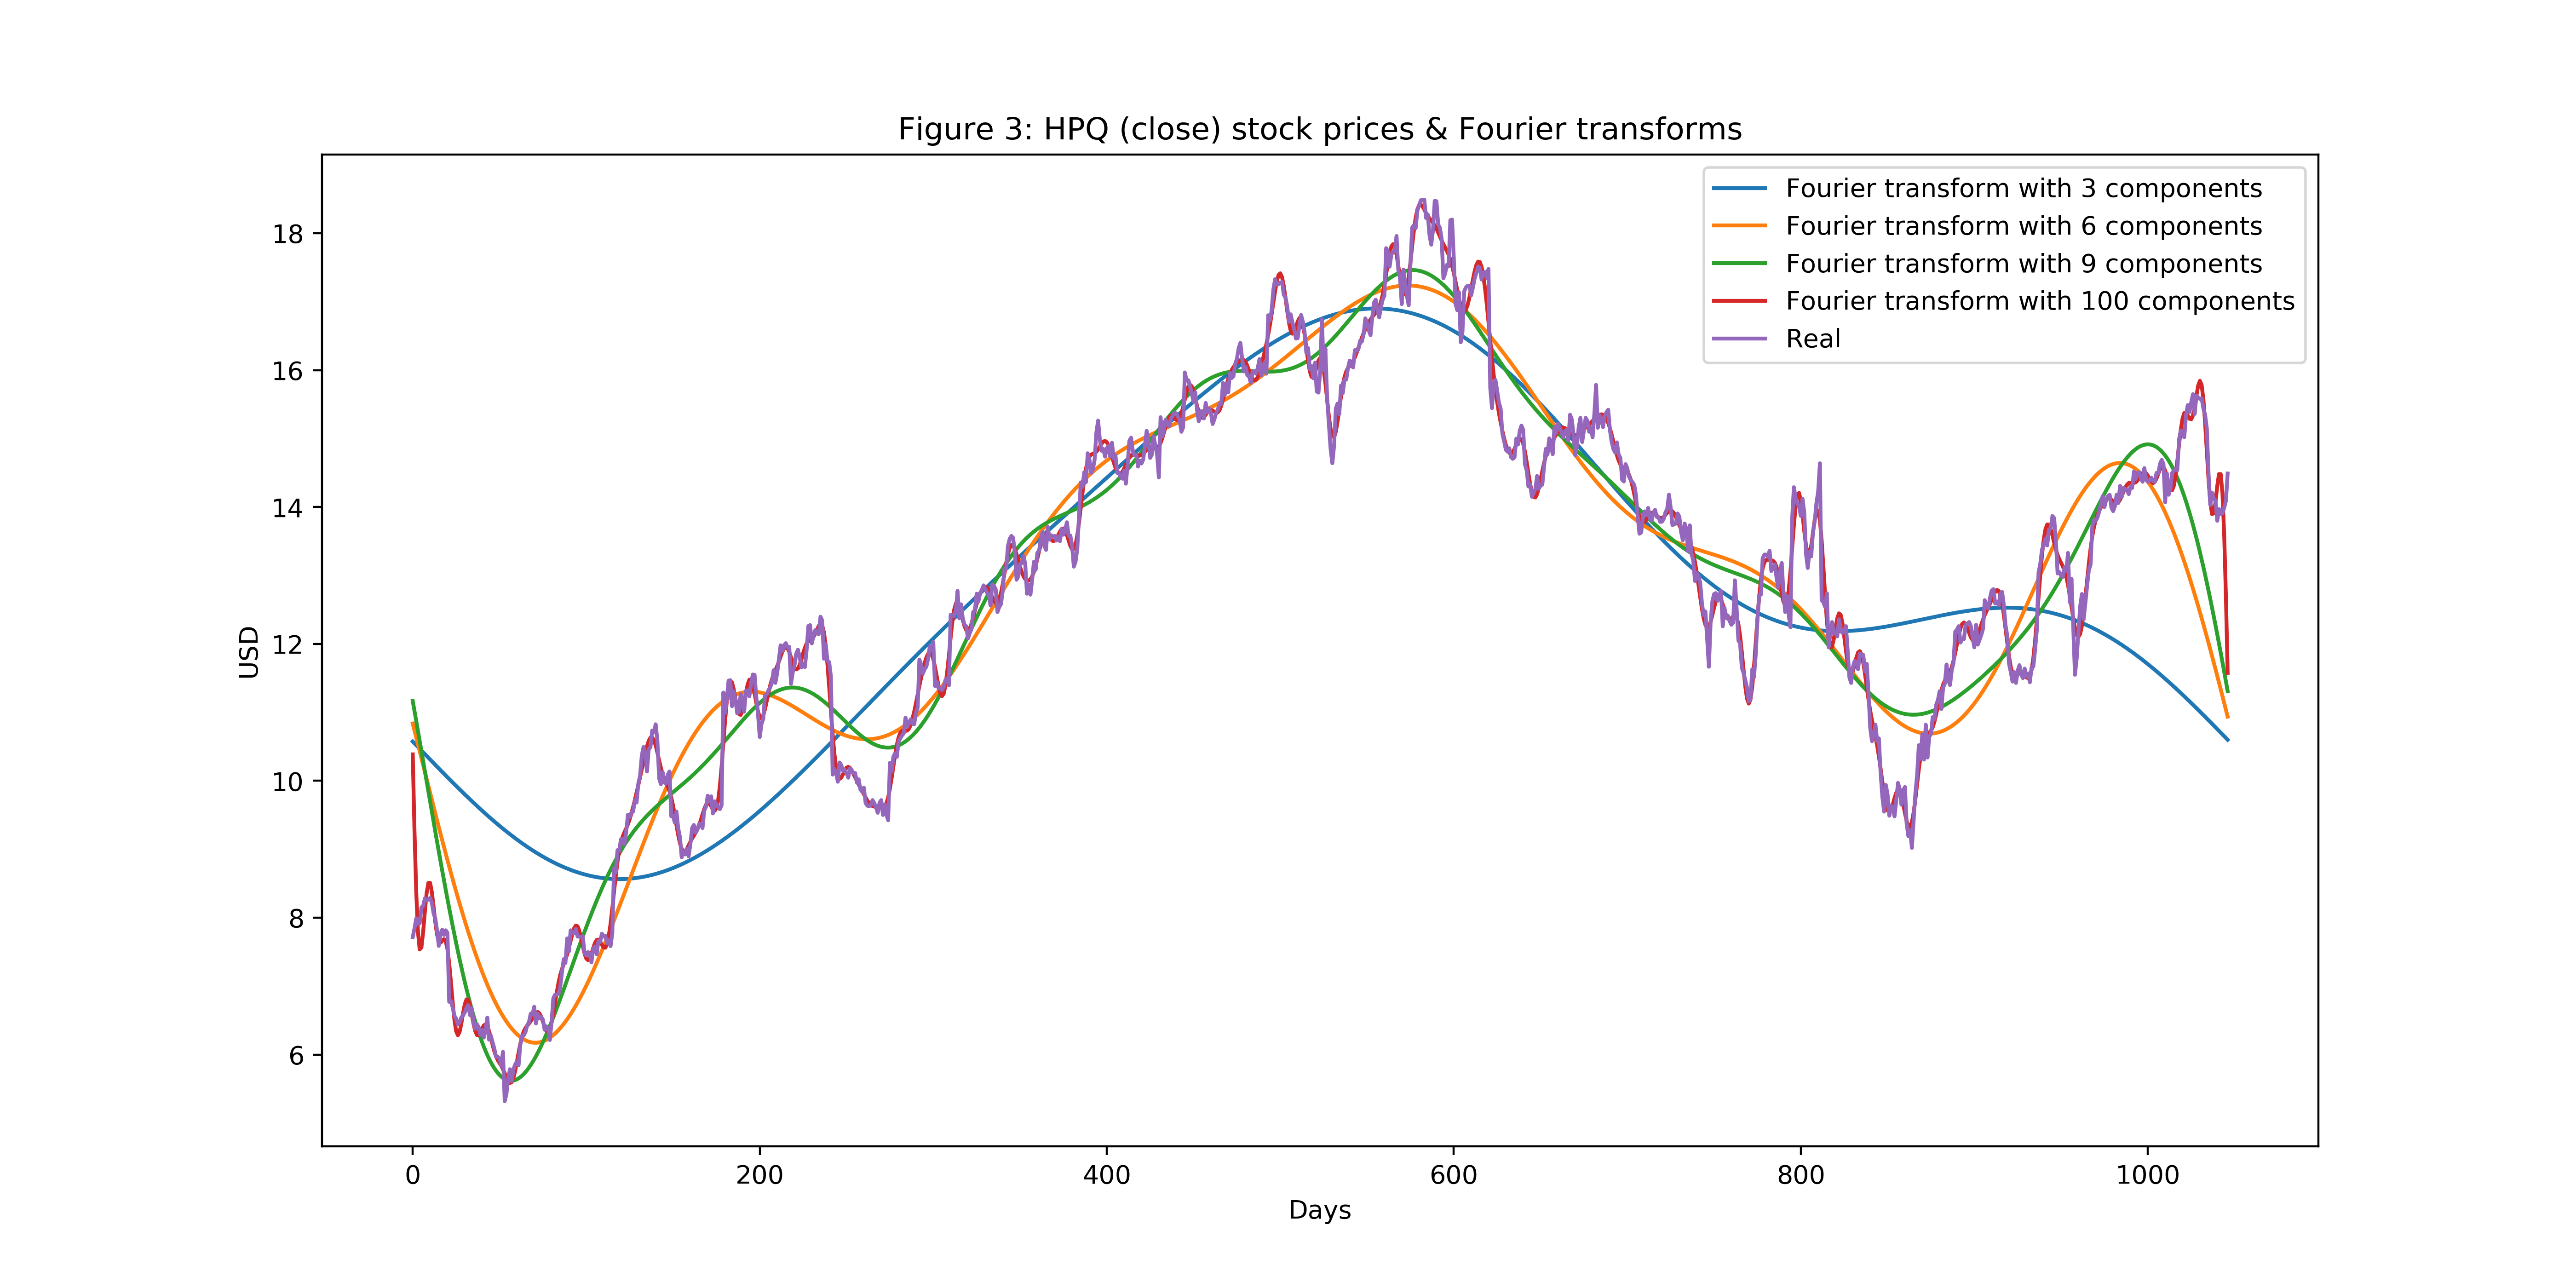 Figure 3: HPQ (close) stock prices & Fourier transforms
Fourier transform with 3 components
Fourier transform with 6 components
Fourier transform with 9 components
Fourier transform with 100 components
Real
USD
18
16
14
12
10
8
6
0 200 400 600 800 1000
Days